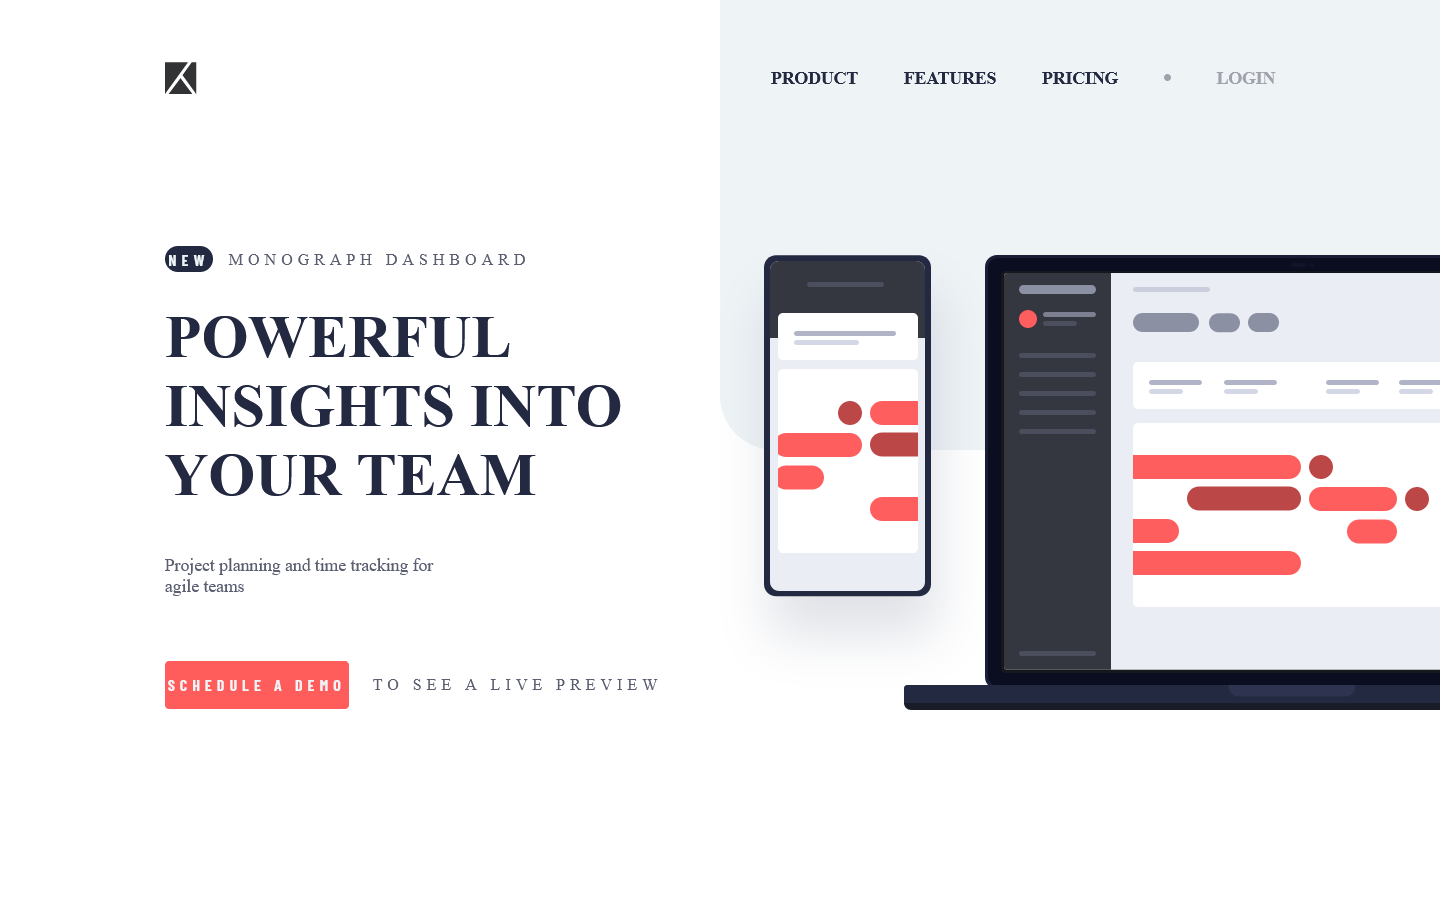 PRODUCT FEATURES PRICING • LOGIN
NEW MONOGRAPH DASHBOARD
POWERFUL
INSIGHTS INTO
YOUR TEAM
Project planning and time tracking for
agile teams
SCHEDULE A DEMO TO SEE A LIVE PREVIEW